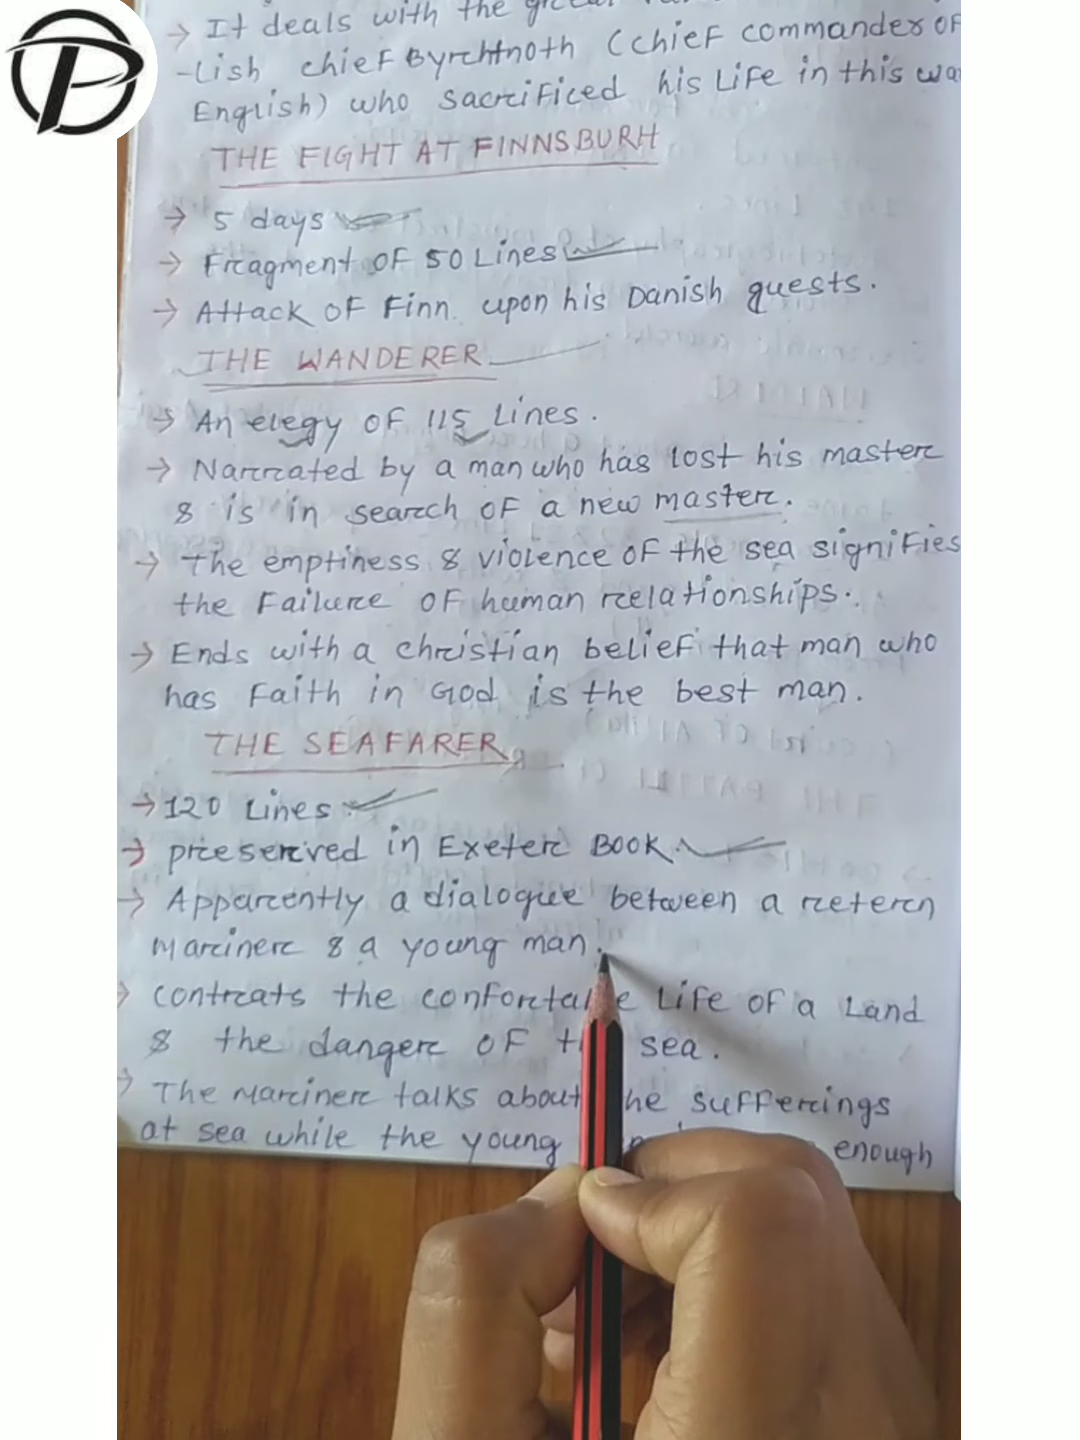 → It deals with the great
-lish chief Byrchtnoth (chief commander of
English) who sacrificed his life in this wa
THE FIGHT AT FINNSBURH
→ 5 days
→ Fragment of 50 Lines
→ Attack of Finn upon his Danish guests.
THE WANDERER
→ An elegy of 115 Lines.
→ Narrated by a man who has lost his master
& is in search of a new master.
→ The emptiness & violence of the sea signifies
the failure of human relationships.
→ Ends with a christian belief that man who
has faith in God is the best man.
THE SEAFARER
→ 120 Lines
→ preserved in Exeter Book.
→ Apparently a dialogue between a retern
Mariner & a young man.
→ contrats the confortable Life of a Land
& the danger of the sea.
→ The Mariner talks about the sufferings
at sea while the young enough